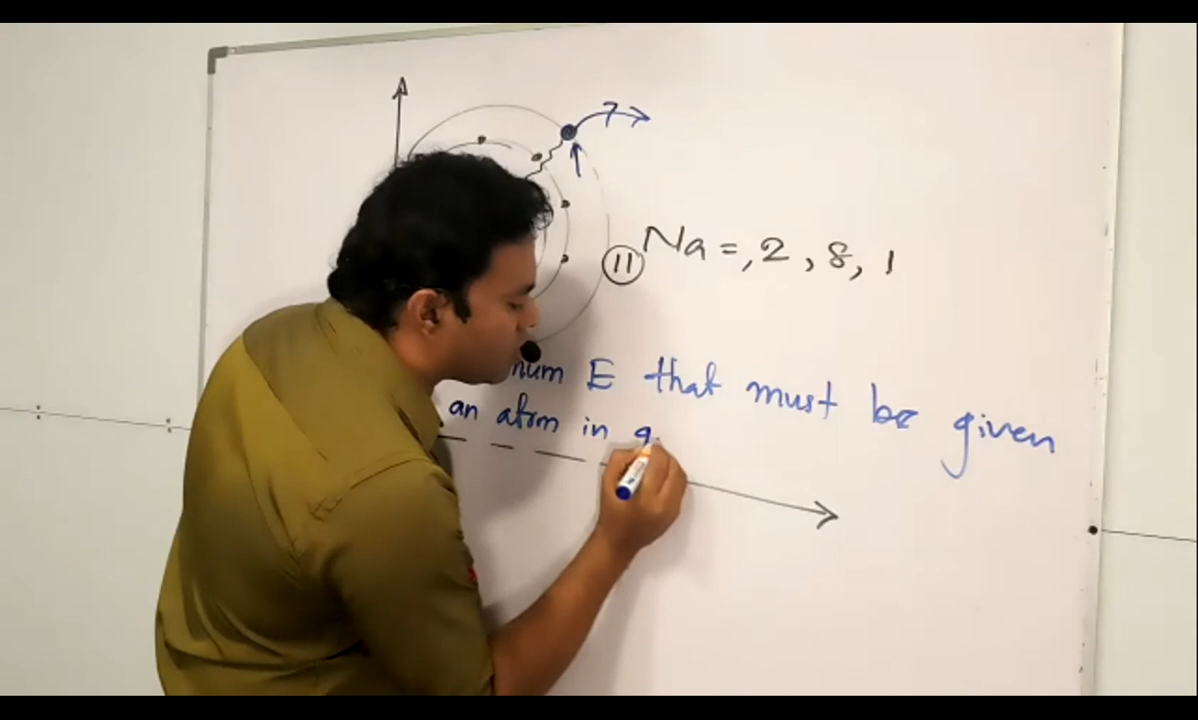 11 Na =, 2, 8, 1
num E that must be given
an atom in g